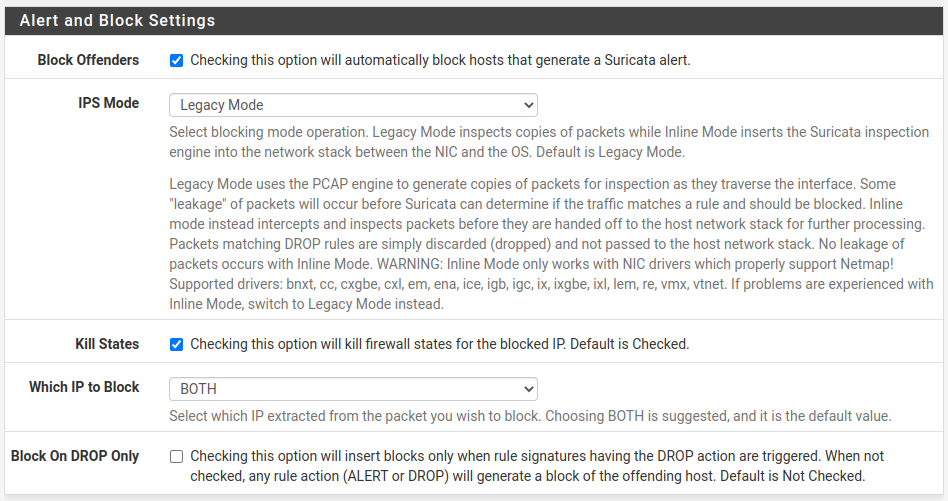 Alert and Block Settings
Block Offenders Checking this option will automatically block hosts that generate a Suricata alert.
IPS Mode Legacy Mode
Select blocking mode operation. Legacy Mode inspects copies of packets while Inline Mode inserts the Suricata inspection
engine into the network stack between the NIC and the OS. Default is Legacy Mode.
Legacy Mode uses the PCAP engine to generate copies of packets for inspection as they traverse the interface. Some
"leakage" of packets will occur before Suricata can determine if the traffic matches a rule and should be blocked. Inline
mode instead intercepts and inspects packets before they are handed off to the host network stack for further processing.
Packets matching DROP rules are simply discarded (dropped) and not passed to the host network stack. No leakage of
packets occurs with Inline Mode. WARNING: Inline Mode only works with NIC drivers which properly support Netmap!
Supported drivers: bnxt, cc, cxgbe, cxl, em, ena, ice, igb, igc, ix, ixgbe, ixl, lem, re, vmx, vtnet. If problems are experienced with
Inline Mode, switch to Legacy Mode instead.
Kill States Checking this option will kill firewall states for the blocked IP. Default is Checked.
Which IP to Block BOTH
Select which IP extracted from the packet you wish to block. Choosing BOTH is suggested, and it is the default value.
Block On DROP Only Checking this option will insert blocks only when rule signatures having the DROP action are triggered. When not
checked, any rule action (ALERT or DROP) will generate a block of the offending host. Default is Not Checked.